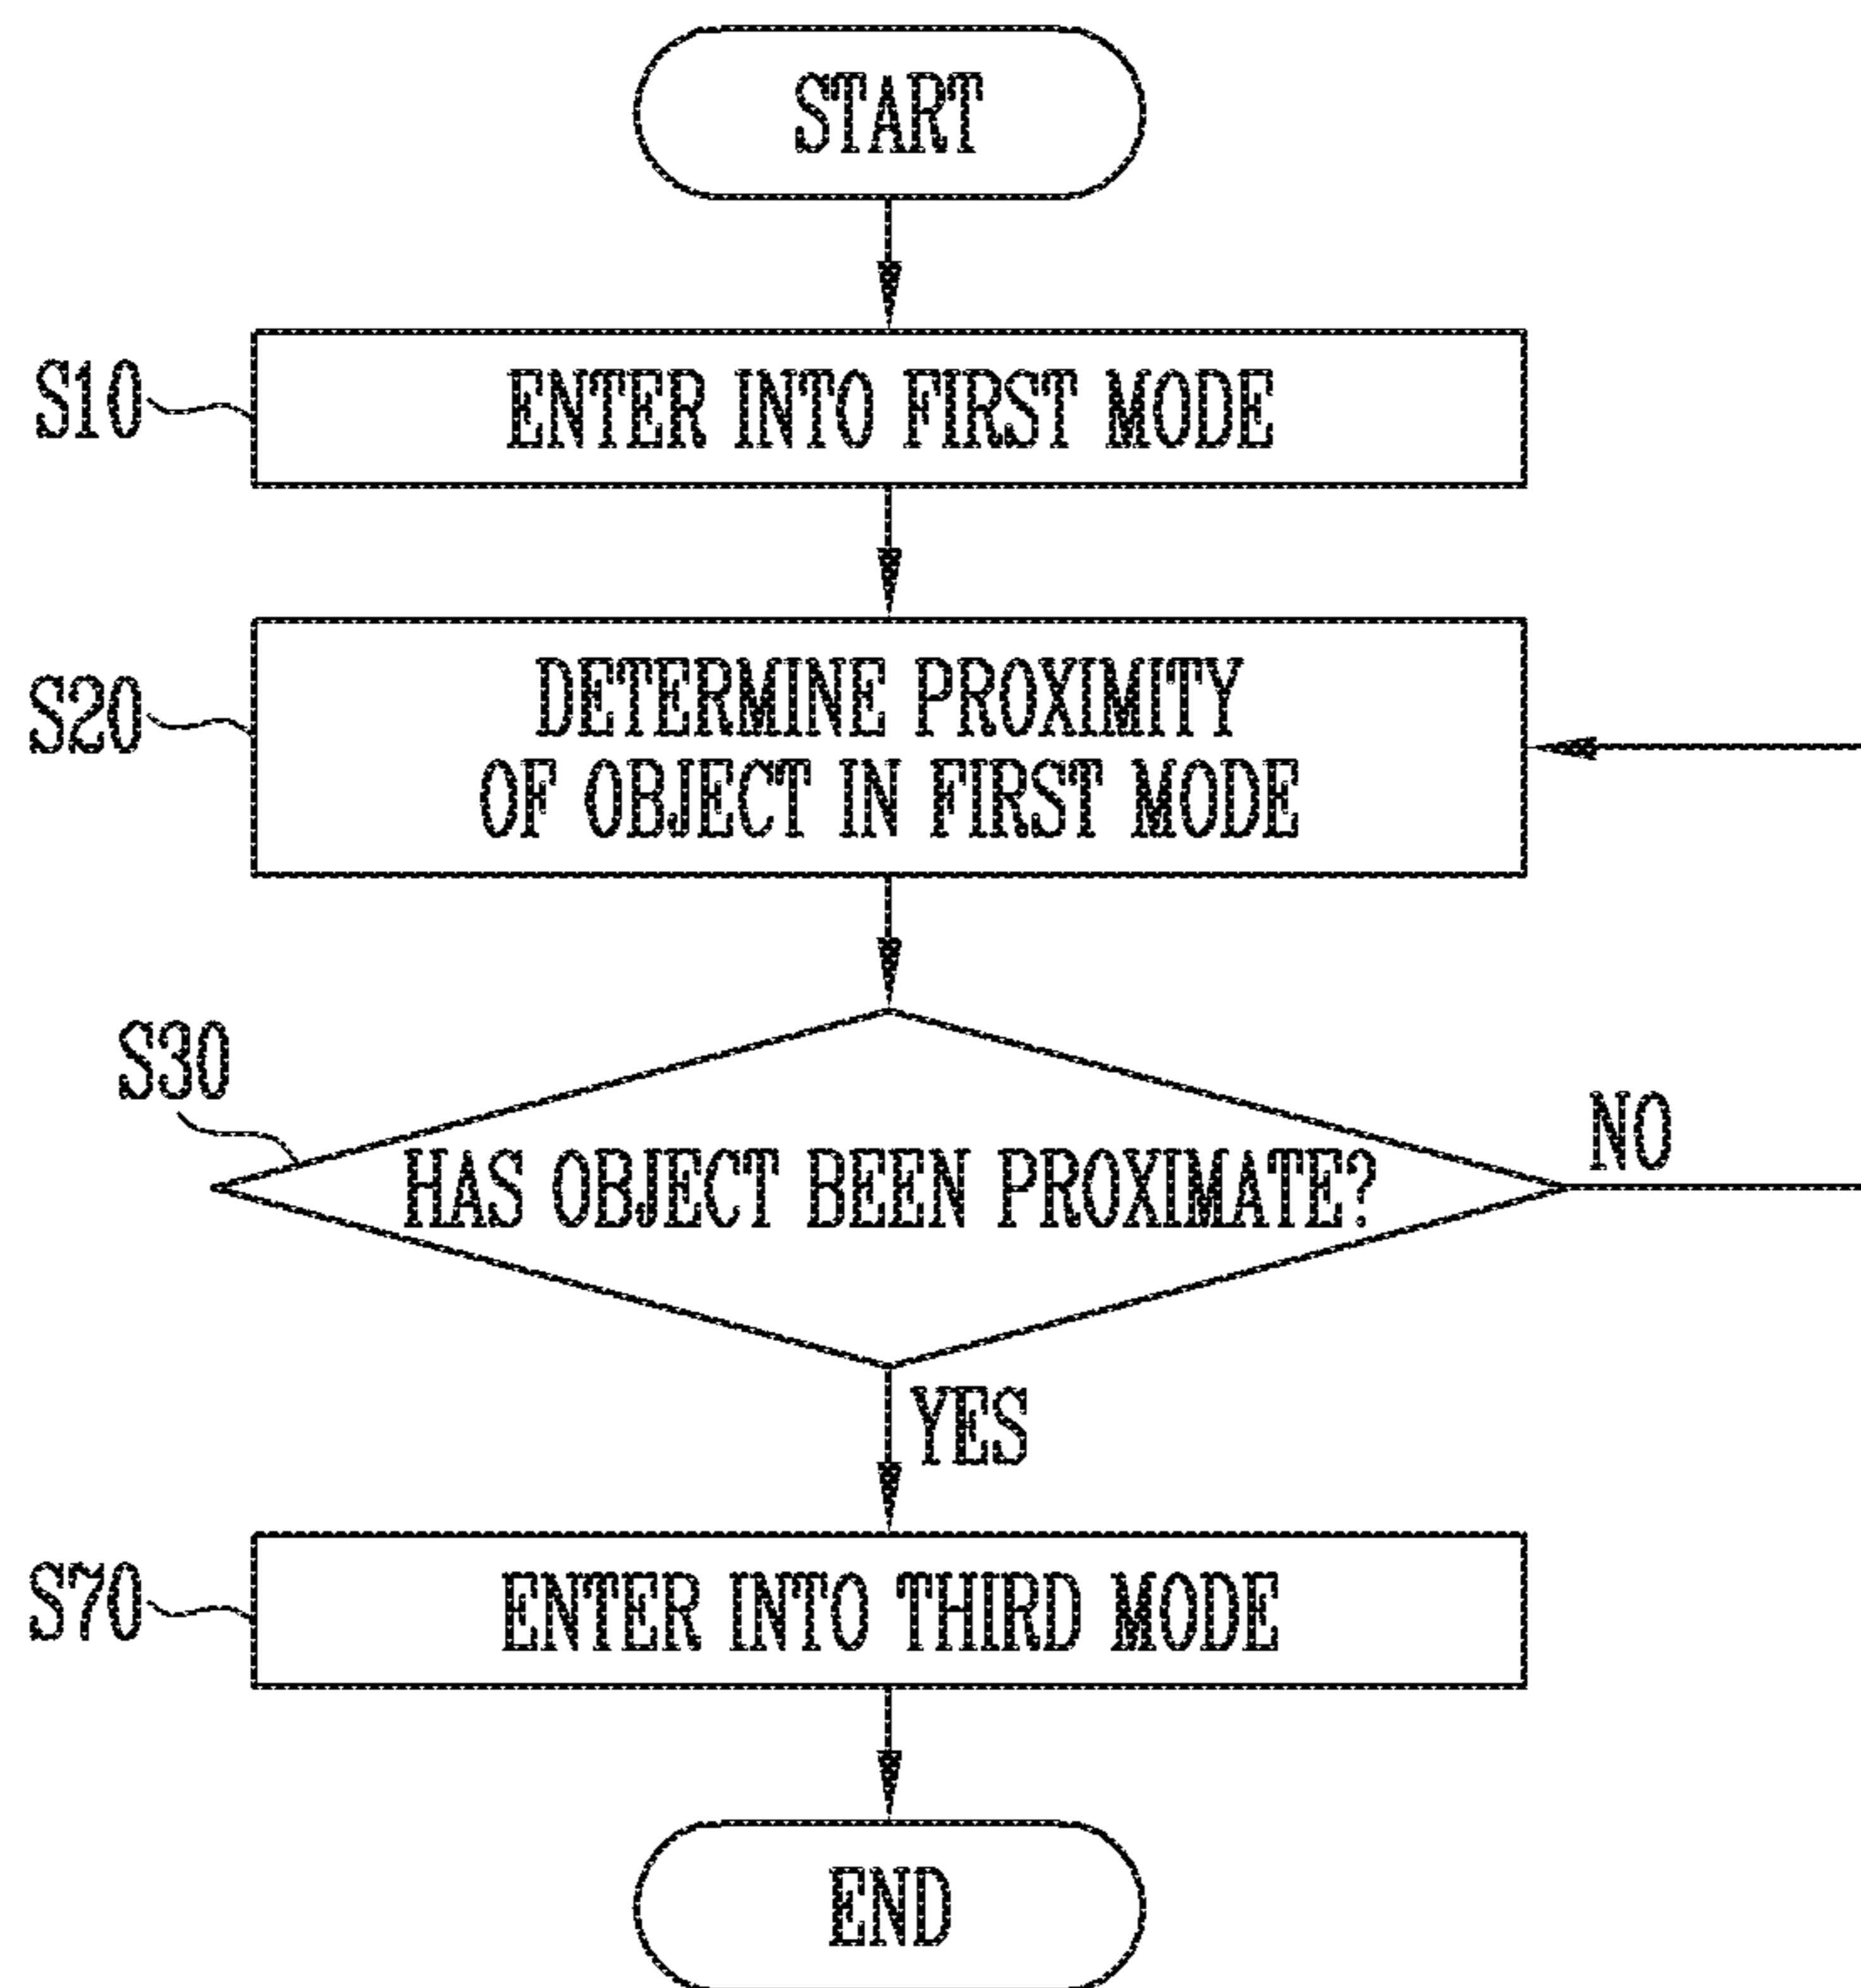 START
S10
ENTER INTO FIRST MODE
S20
DETERMINE PROXIMITY
OF OBJECT IN FIRST MODE
S30
HAS OBJECT BEEN PROXIMATE?
NO
YES
S70
ENTER INTO THIRD MODE
END